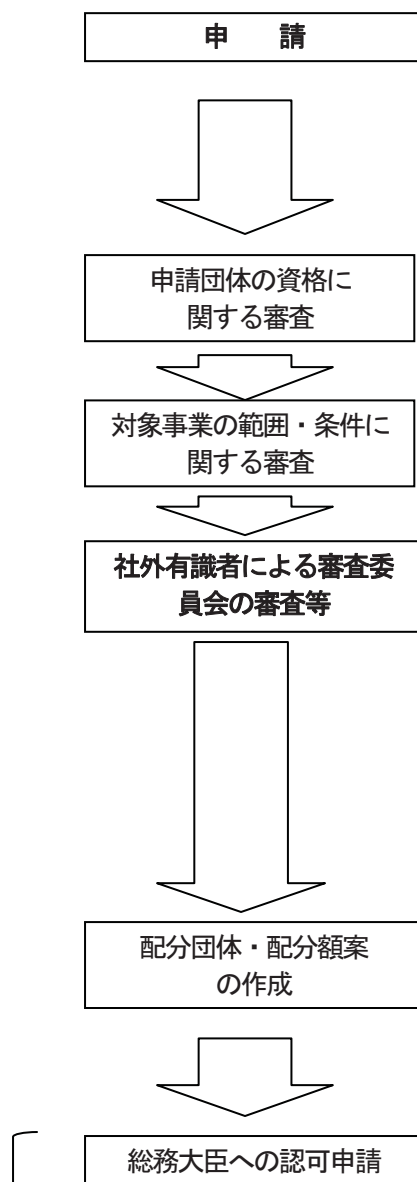 申　請
申請団体の資格に
関する審査
対象事業の範囲・条件に
関する審査
社外有識者による審査委
員会の審査等
配分団体・配分額案
の作成
総務大臣への認可申請